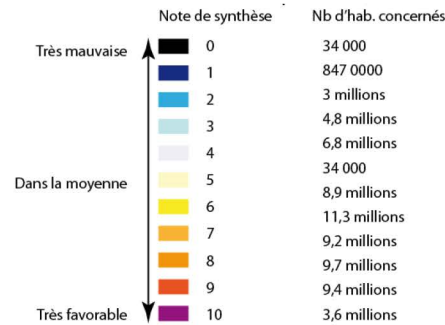 Note de synthèse Nb d'hab. concernés
Très mauvaise 0 34 000
1 847 0000
2 3 millions
3 4,8 millions
4 6,8 millions
34 000
Dans la moyenne 5 8,9 millions
6 11,3 millions
7 9,2 millions
8 9,7 millions
9 9,4 millions
Très favorable 10 3,6 millions